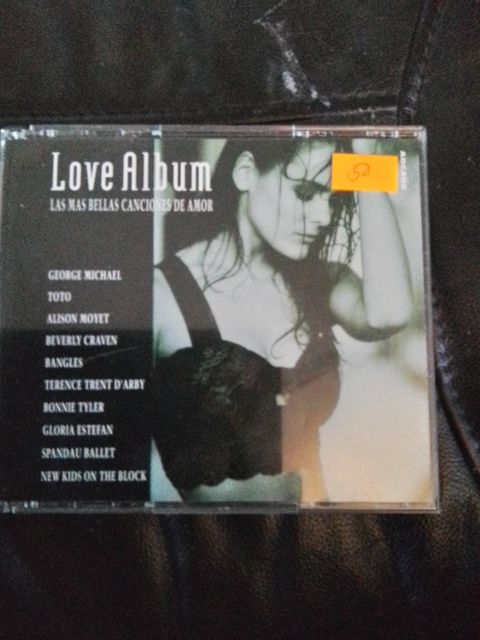 Love Album
LAS MAS BELLAS CANCIONES DE AMOR
50
ARCADE
GEORGE MICHAEL
TOTO
ALISON MOYET
BEVERLY CRAVEN
BANGLES
TERENCE TRENT D'ARBY
BONNIE TYLER
GLORIA ESTEFAN
SPANDAU BALLET
NEW KIDS ON THE BLOCK